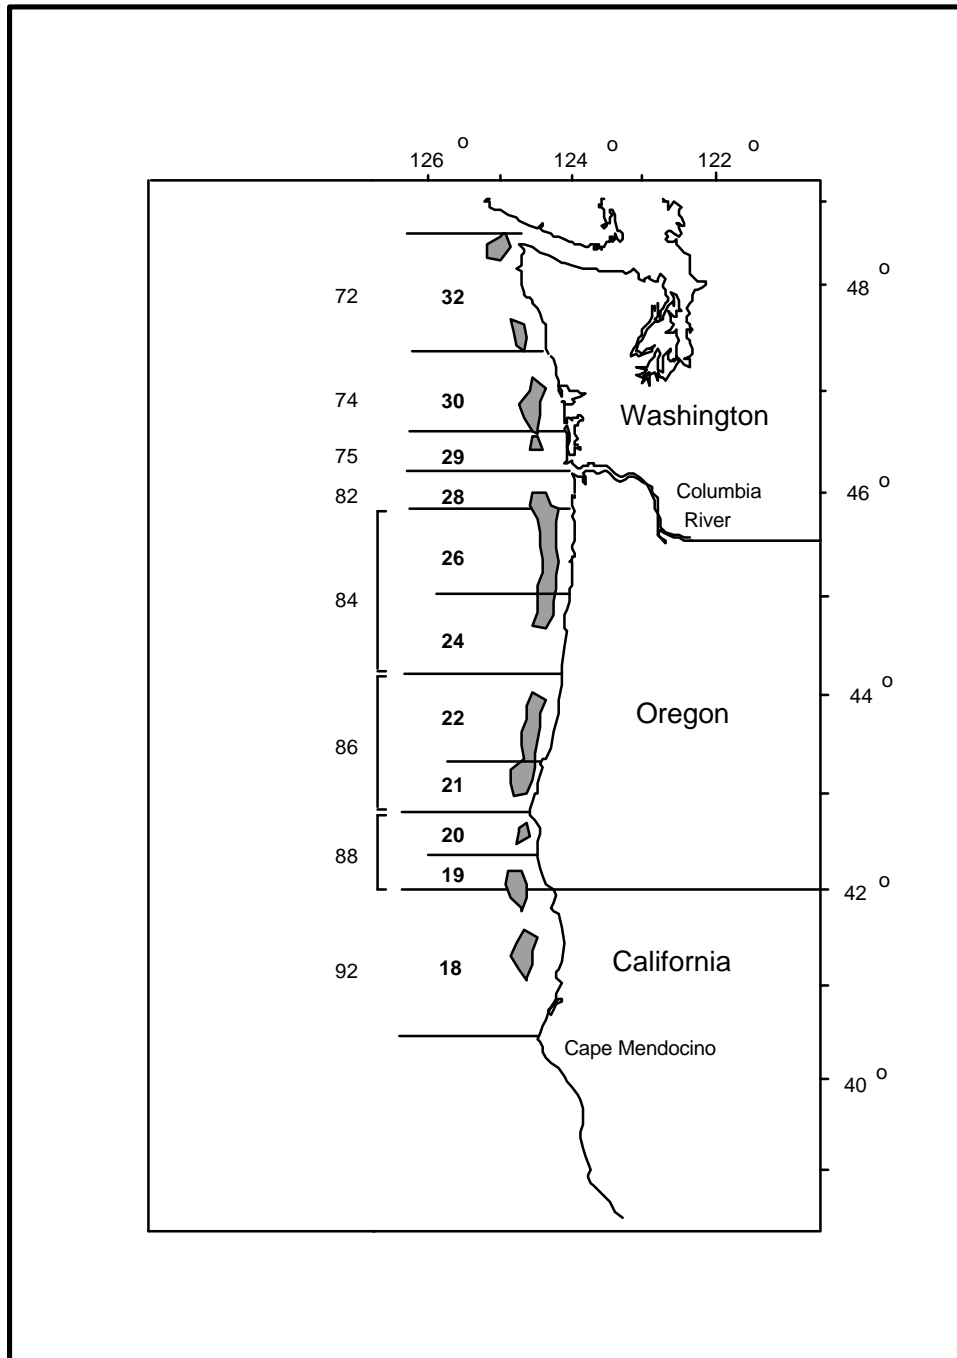 126 o 124 o 122 o
48 o
72 32
74 30
Washington
75 29
Columbia
46 o
82 28
River
26
84
24
44 o
22
Oregon
86
21
20
88
19
42 o
California
92 18
Cape Mendocino
40 o